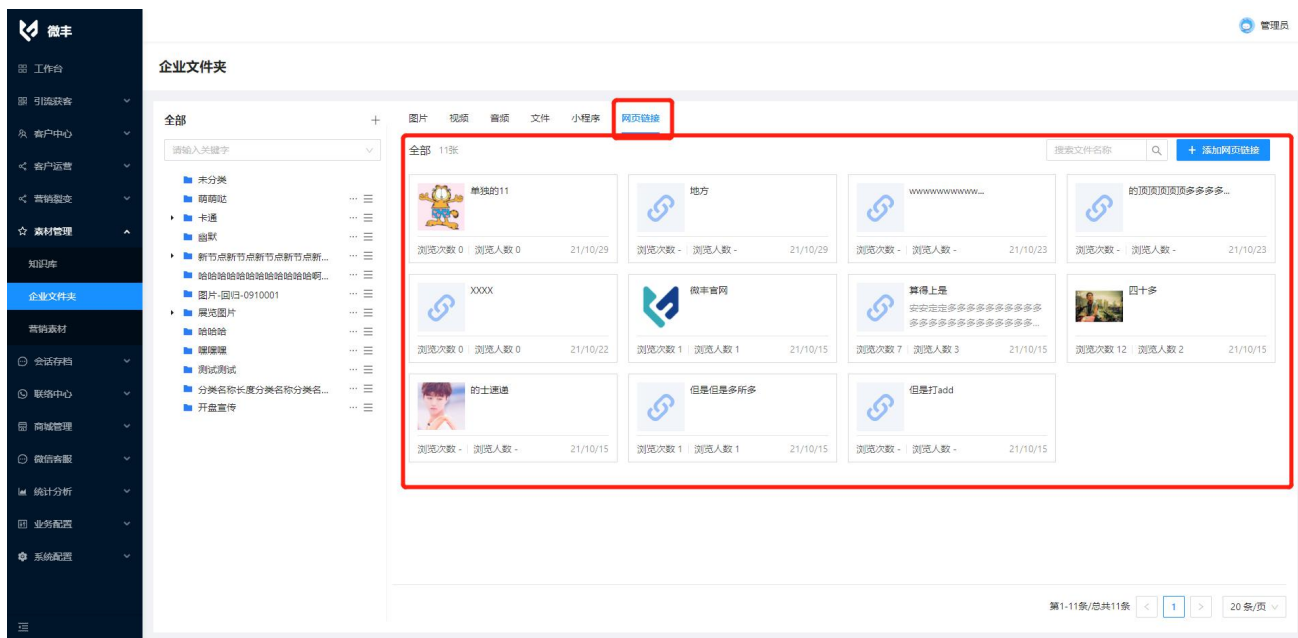 微丰
管理员
工作台
引流获客
客户中心
客户运营
营销裂变
素材管理
知识库
企业文件夹
营销素材
会话存档
联络中心
商城管理
微信客服
统计分析
业务配置
系统配置
企业文件夹
全部
请输入关键字
未分类
萌萌哒
卡通
幽默
新节点新节点新节点新节点新...
哈哈哈哈哈哈哈哈哈哈哈啊...
图片-回归-0910001
展览图片
哈哈哈
嘿嘿嘿
测试测试
分类名称长度分类名称分类名...
开盘宣传
图片 视频 音频 文件 小程序 网页链接
全部 11张
搜索文件名称
+ 添加网页链接
单独的11
浏览次数 0 浏览人数 0 21/10/29
地方
浏览次数 - 浏览人数 - 21/10/29
wwwwwwwwww...
浏览次数 - 浏览人数 - 21/10/23
的顶顶顶顶顶多多多多...
浏览次数 - 浏览人数 - 21/10/23
XXXX
浏览次数 0 浏览人数 0 21/10/22
微丰官网
浏览次数 1 浏览人数 1 21/10/15
算得上是
安安定定多多多多多多多多多多
多多多多多多多多多多多多多...
浏览次数 7 浏览人数 3 21/10/15
四十多
浏览次数 12 浏览人数 2 21/10/15
的士速递
浏览次数 - 浏览人数 - 21/10/15
但是但是多所多
浏览次数 1 浏览人数 1 21/10/15
但是打add
浏览次数 - 浏览人数 - 21/10/15
第1-11条/总共11条 < 1 > 20 条/页